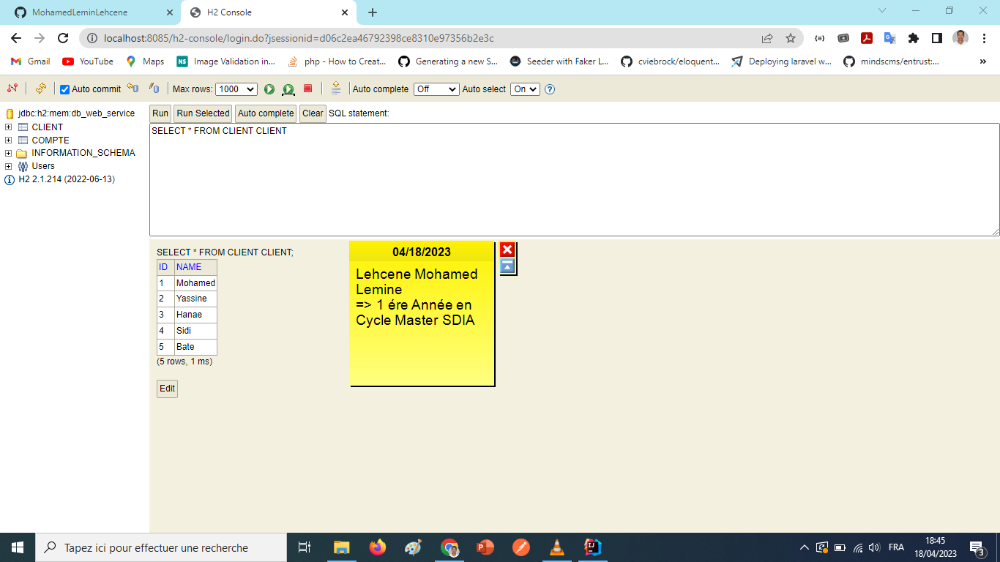 MohamedLeminLehcene
H2 Console
localhost:8085/h2-console/login.do?jsessionid=d06c2ea46792398ce8310e97356b2e3c
Gmail YouTube Maps Image Validation in... php - How to Creat... Generating a new S... Seeder with Faker L... cviebrock/eloquent... Deploying laravel w... mindscms/entrust:... »
Auto commit Max rows: 1000 Auto complete Off Auto select On
jdbc:h2:mem:db_web_service
CLIENT
COMPTE
INFORMATION_SCHEMA
Users
H2 2.1.214 (2022-06-13)
Run Run Selected Auto complete Clear SQL statement:
SELECT * FROM CLIENT CLIENT
SELECT * FROM CLIENT CLIENT;
ID NAME
1 Mohamed
2 Yassine
3 Hanae
4 Sidi
5 Bate
(5 rows, 1 ms)
Edit
04/18/2023
Lehcene Mohamed
Lemine
=> 1 ére Année en
Cycle Master SDIA
Tapez ici pour effectuer une recherche
FRA
18:45
18/04/2023
3